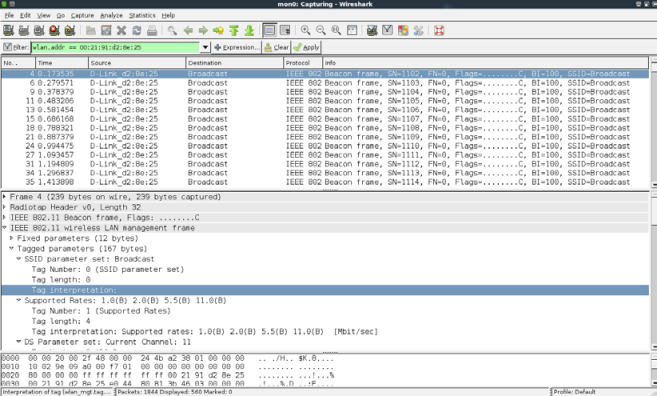 mon0: Capturing - Wireshark
File Edit View Go Capture Analyze Statistics Help
Filter: wlan.addr == 00:21:91:d2:8e:25 Expression... Clear Apply
No. . Time Source Destination Protocol Info
4 0.173535 D-Link_d2:8e:25 Broadcast IEEE 802 Beacon frame, SN=1102, FN=0, Flags=........C, BI=100, SSID=Broadcast
6 0.279571 D-Link_d2:8e:25 Broadcast IEEE 802 Beacon frame, SN=1103, FN=0, Flags=........C, BI=100, SSID=Broadcast
9 0.378379 D-Link_d2:8e:25 Broadcast IEEE 802 Beacon frame, SN=1104, FN=0, Flags=........C, BI=100, SSID=Broadcast
11 0.483206 D-Link_d2:8e:25 Broadcast IEEE 802 Beacon frame, SN=1105, FN=0, Flags=........C, BI=100, SSID=Broadcast
13 0.581454 D-Link_d2:8e:25 Broadcast IEEE 802 Beacon frame, SN=1106, FN=0, Flags=........C, BI=100, SSID=Broadcast
15 0.686168 D-Link_d2:8e:25 Broadcast IEEE 802 Beacon frame, SN=1107, FN=0, Flags=........C, BI=100, SSID=Broadcast
18 0.788321 D-Link_d2:8e:25 Broadcast IEEE 802 Beacon frame, SN=1108, FN=0, Flags=........C, BI=100, SSID=Broadcast
21 0.887379 D-Link_d2:8e:25 Broadcast IEEE 802 Beacon frame, SN=1109, FN=0, Flags=........C, BI=100, SSID=Broadcast
24 0.994475 D-Link_d2:8e:25 Broadcast IEEE 802 Beacon frame, SN=1110, FN=0, Flags=........C, BI=100, SSID=Broadcast
27 1.093457 D-Link_d2:8e:25 Broadcast IEEE 802 Beacon frame, SN=1111, FN=0, Flags=........C, BI=100, SSID=Broadcast
31 1.194809 D-Link_d2:8e:25 Broadcast IEEE 802 Beacon frame, SN=1112, FN=0, Flags=........C, BI=100, SSID=Broadcast
34 1.296837 D-Link_d2:8e:25 Broadcast IEEE 802 Beacon frame, SN=1113, FN=0, Flags=........C, BI=100, SSID=Broadcast
35 1.413898 D-Link_d2:8e:25 Broadcast IEEE 802 Beacon frame, SN=1114, FN=0, Flags=........C, BI=100, SSID=Broadcast
Frame 4 (239 bytes on wire, 239 bytes captured)
Radiotap Header v0, Length 32
IEEE 802.11 Beacon frame, Flags: ........C
IEEE 802.11 wireless LAN management frame
Fixed parameters (12 bytes)
Tagged parameters (167 bytes)
SSID parameter set: Broadcast
Tag Number: 0 (SSID parameter set)
Tag length: 0
Tag interpretation:
Supported Rates: 1.0(B) 2.0(B) 5.5(B) 11.0(B)
Tag Number: 1 (Supported Rates)
Tag length: 4
Tag interpretation: Supported rates: 1.0(B) 2.0(B) 5.5(B) 11.0(B) [Mbit/sec]
DS Parameter set: Current Channel: 11
0000 00 00 20 00 2f 48 00 00 24 4b a2 38 01 00 00 00 .. ./H.. $K.8....
0010 10 02 9e 09 a0 00 f7 01 00 00 00 00 00 00 00 00
0020 80 00 00 00 ff ff ff ff ff ff 00 21 91 d2 8e 25
0030 00 21 91 d2 8e 25 e0 44 80 81 3b 46 03 00 00 00
Interpretation of tag (wlan_mgt.tag.... Packets: 1844 Displayed: 560 Marked: 0 Profile: Default